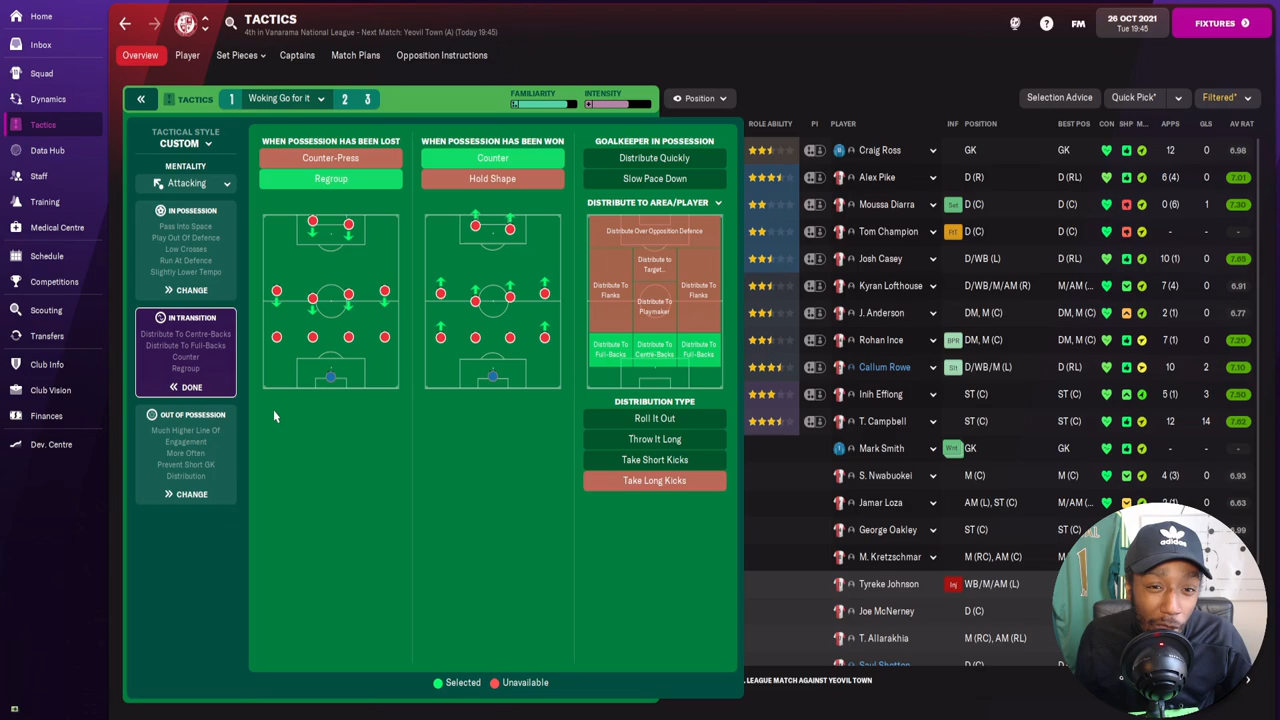 Home
Inbox
Squad
Dynamics
Tactics
Data Hub
Staff
Training
Medical Centre
Schedule
Competitions
Scouting
Transfers
Club Info
Club Vision
Finances
Dev. Centre
TACTICS
4th in Vanarama National League - Next Match: Yeovil Town (A) (Today 19:45)
FM
26 OCT 2021
Tue 19:45
FIXTURES
Overview Player Set Pieces Captains Match Plans Opposition Instructions
TACTICS 1 Woking Go for it 2 3
FAMILIARITY INTENSITY
Position
Selection Advice Quick Pick* Filtered*
TACTICAL STYLE
CUSTOM
MENTALITY
Attacking
IN POSSESSION
Pass Into Space
Play Out Of Defence
Low Crosses
Run At Defence
Slightly Lower Tempo
CHANGE
IN TRANSITION
Distribute To Centre-Backs
Distribute To Full-Backs
Counter
Regroup
DONE
OUT OF POSSESSION
Much Higher Line Of
Engagement
More Often
Prevent Short GK
Distribution
CHANGE
WHEN POSSESSION HAS BEEN LOST
Counter-Press
Regroup
WHEN POSSESSION HAS BEEN WON
Counter
Hold Shape
GOALKEEPER IN POSSESSION
Distribute Quickly
Slow Pace Down
DISTRIBUTE TO AREA/PLAYER
Distribute Over Opposition Defence
Distribute to
Target...
Distribute To
Flanks
Distribute To
Playmaker
Distribute To
Flanks
Distribute To
Full-Backs
Distribute To
Centre-Backs
Distribute To
Full-Backs
DISTRIBUTION TYPE
Roll It Out
Throw It Long
Take Short Kicks
Take Long Kicks
Selected Unavailable
ROLE ABILITY PI PLAYER INF POSITION BEST POS CON SHP M... APPS GLS AV RAT
Craig Ross GK GK 12 0 6.98
Alex Pike D (R) D (RL) 6 (4) 0 7.01
Moussa Diarra Set D (C) D (C) 0 (6) 1 7.30
Tom Champion FtT D (C) D (C) - - -
Josh Casey D/WB (L) D (RL) 10 (1) 0 7.65
Kyran Lofthouse D/WB/M/AM (R) D (RL) 7 (4) 0 6.91
J. Anderson DM, M (C) DM, M (C) 2 (1) 0 6.77
Rohan Ince BPR DM, M (C) DM, M (C) 7 (1) 0 7.20
Callum Rowe Slt D/WB/M (L) D (RL) 10 2 7.10
Inih Effiong ST (C) ST (C) 5 (1) 3 7.50
T. Campbell ST (C) ST (C) 12 14 7.62
Mark Smith Wnt GK GK - - -
S. Nwabuokei M (C) M (C) 4 (3) 0 6.93
Jamar Loza AM (L), ST (C) M/AM 0 6.63
George Oakley ST (C) ST (C)
M. Kretzschmar M (RC), AM (C)
Tyreke Johnson Inj WB/M/AM (L)
Joe McNerney D (C)
T. Allarakhia M (RC), AM (RL)
LEAGUE MATCH AGAINST YEOVIL TOWN